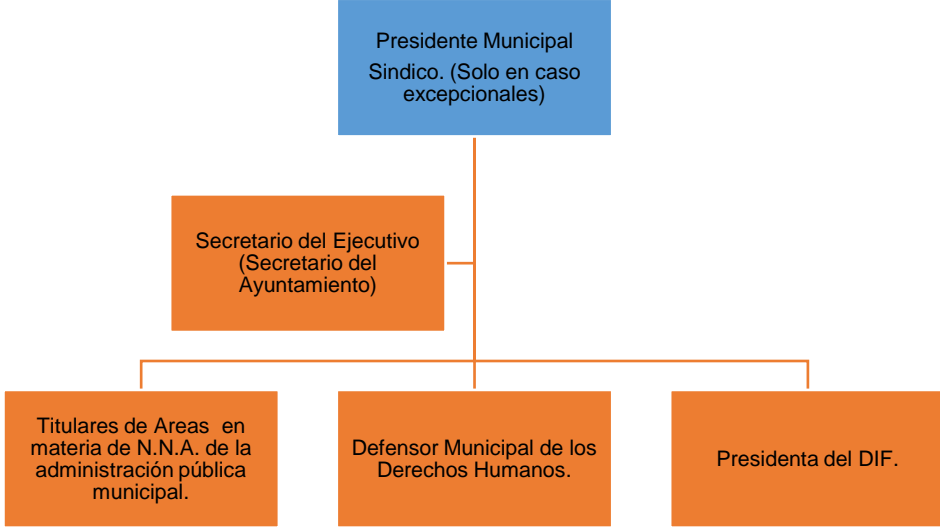 Presidente Municipal
Sindico. (Solo en caso
excepcionales)
Secretario del Ejecutivo
(Secretario del
Ayuntamiento)
Titulares de Areas en
materia de N.N.A. de la
administración pública
municipal.
Defensor Municipal de los
Derechos Humanos.
Presidenta del DIF.